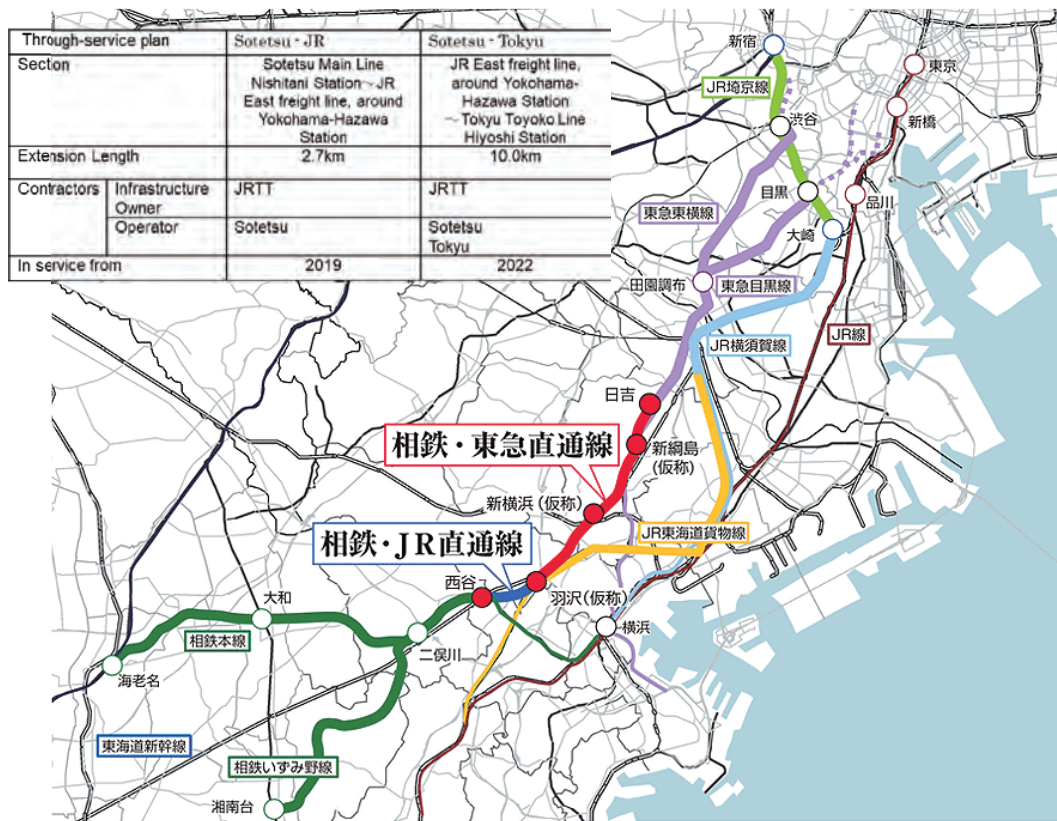 Through-service plan
Sotetsu・JR
Sotetsu・Tokyu
Section
Sotetsu Main Line
Nishitani Station～JR
East freight line, around
Yokohama-Hazawa
Station
JR East freight line,
around Yokohama-
Hazawa Station
～Tokyu Toyoko Line
Hiyoshi Station
Extension Length
2.7km
10.0km
Contractors
Infrastructure
Owner
JRTT
JRTT
Operator
Sotetsu
Sotetsu
Tokyu
In service from
2019
2022
新宿
東京
JR埼京線
新橋
渋谷
目黒
品川
東急東横線
大崎
田園調布
東急目黒線
JR横須賀線
JR線
日吉
相鉄・東急直通線
新綱島
(仮称)
新横浜(仮称)
JR東海道貨物線
相鉄・JR直通線
西谷
羽沢(仮称)
大和
横浜
相鉄本線
二俣川
海老名
東海道新幹線
相鉄いずみ野線
湘南台